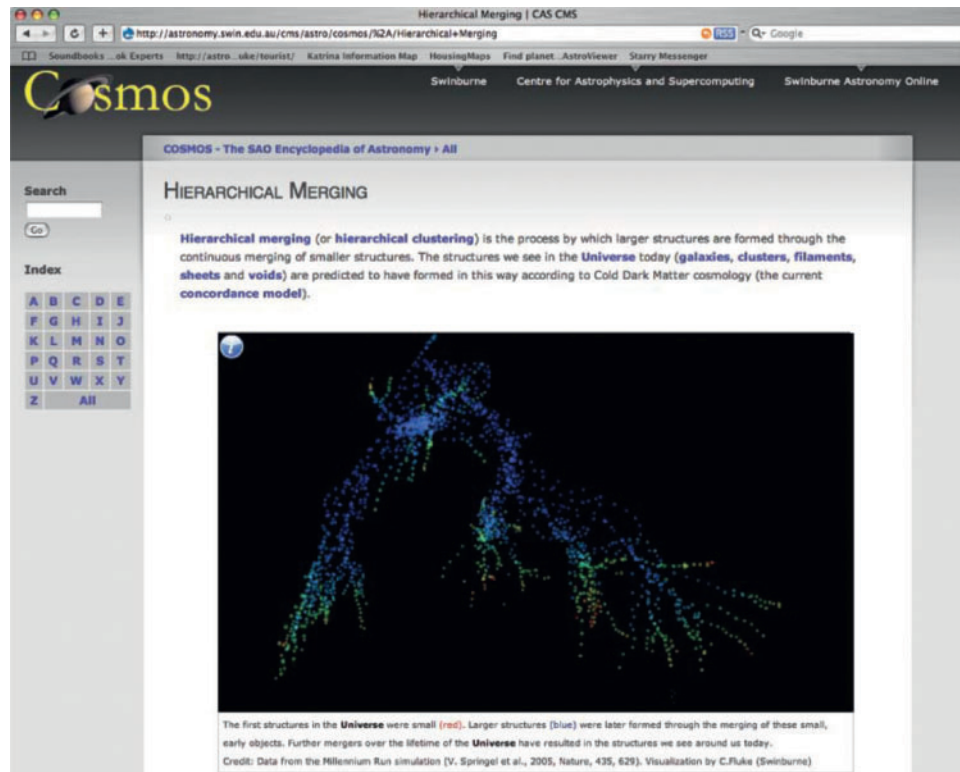 Hierarchical Merging | CAS CMS
http://astronomy.swin.edu.au/cms/astro/cosmos/%2A/Hierarchical+Merging
RSS
Google
Soundbooks ...ok Experts http://astro...uke/tourist/ Katrina Information Map HousingMaps Find planet...AstroViewer Starry Messenger
Cosmos
Swinburne Centre for Astrophysics and Supercomputing Swinburne Astronomy Online
COSMOS - The SAO Encyclopedia of Astronomy › All
Search
Go
Index
A B C D E
F G H I J
K L M N O
P Q R S T
U V W X Y
Z All
HIERARCHICAL MERGING
Hierarchical merging (or hierarchical clustering) is the process by which larger structures are formed through the
continuous merging of smaller structures. The structures we see in the Universe today (galaxies, clusters, filaments,
sheets and voids) are predicted to have formed in this way according to Cold Dark Matter cosmology (the current
concordance model).
i
The first structures in the Universe were small (red). Larger structures (blue) were later formed through the merging of these small,
early objects. Further mergers over the lifetime of the Universe have resulted in the structures we see around us today.
Credit: Data from the Millennium Run simulation (V. Springel et al., 2005, Nature, 435, 629). Visualization by C.Fluke (Swinburne)